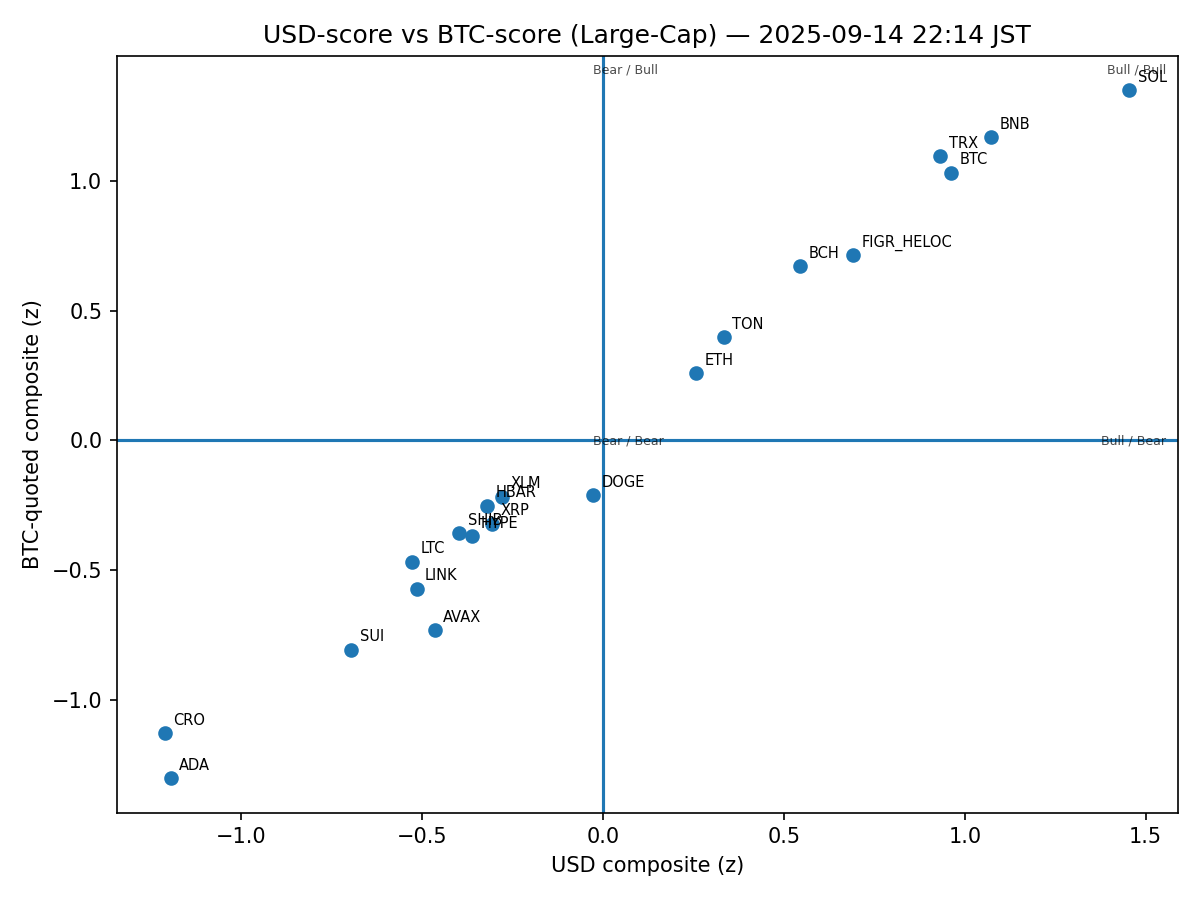 USD-score vs BTC-score (Large-Cap) — 2025-09-14 22:14 JST
Bear / Bull
Bull / Bull
SOL
BNB
TRX
BTC
FIGR_HELOC
BCH
TON
ETH
Bear / Bear
Bull / Bear
DOGE
XLM
HBAR
XRP
SHIB
HYPE
LTC
LINK
AVAX
SUI
CRO
ADA
1.0
0.5
0.0
−0.5
−1.0
BTC-quoted composite (z)
−1.0
−0.5
0.0
0.5
1.0
1.5
USD composite (z)